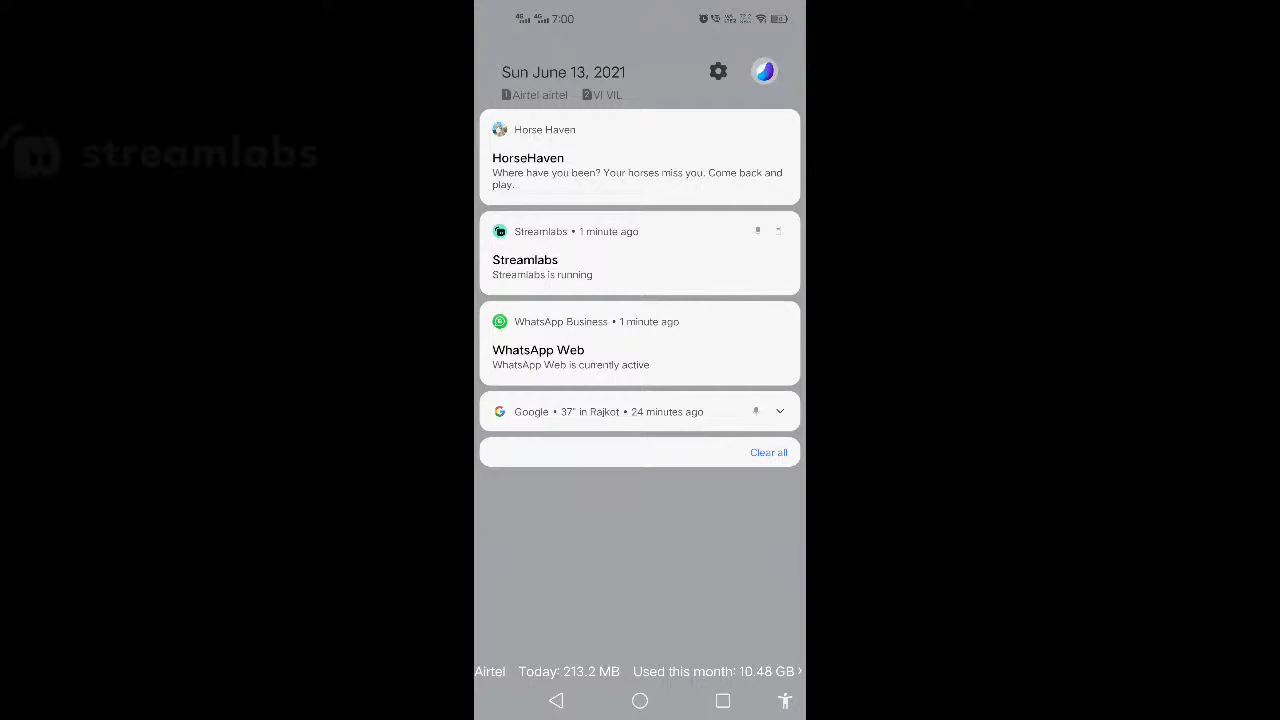 4G 4G 7:00
streamlabs
Sun June 13, 2021
1 Airtel airtel 2 VI VIL
Horse Haven
HorseHaven
Where have you been? Your horses miss you. Come back and
play.
Streamlabs • 1 minute ago
Streamlabs
Streamlabs is running
WhatsApp Business • 1 minute ago
WhatsApp Web
WhatsApp Web is currently active
Google • 37° in Rajkot • 24 minutes ago
Clear all
Airtel Today: 213.2 MB Used this month: 10.48 GB